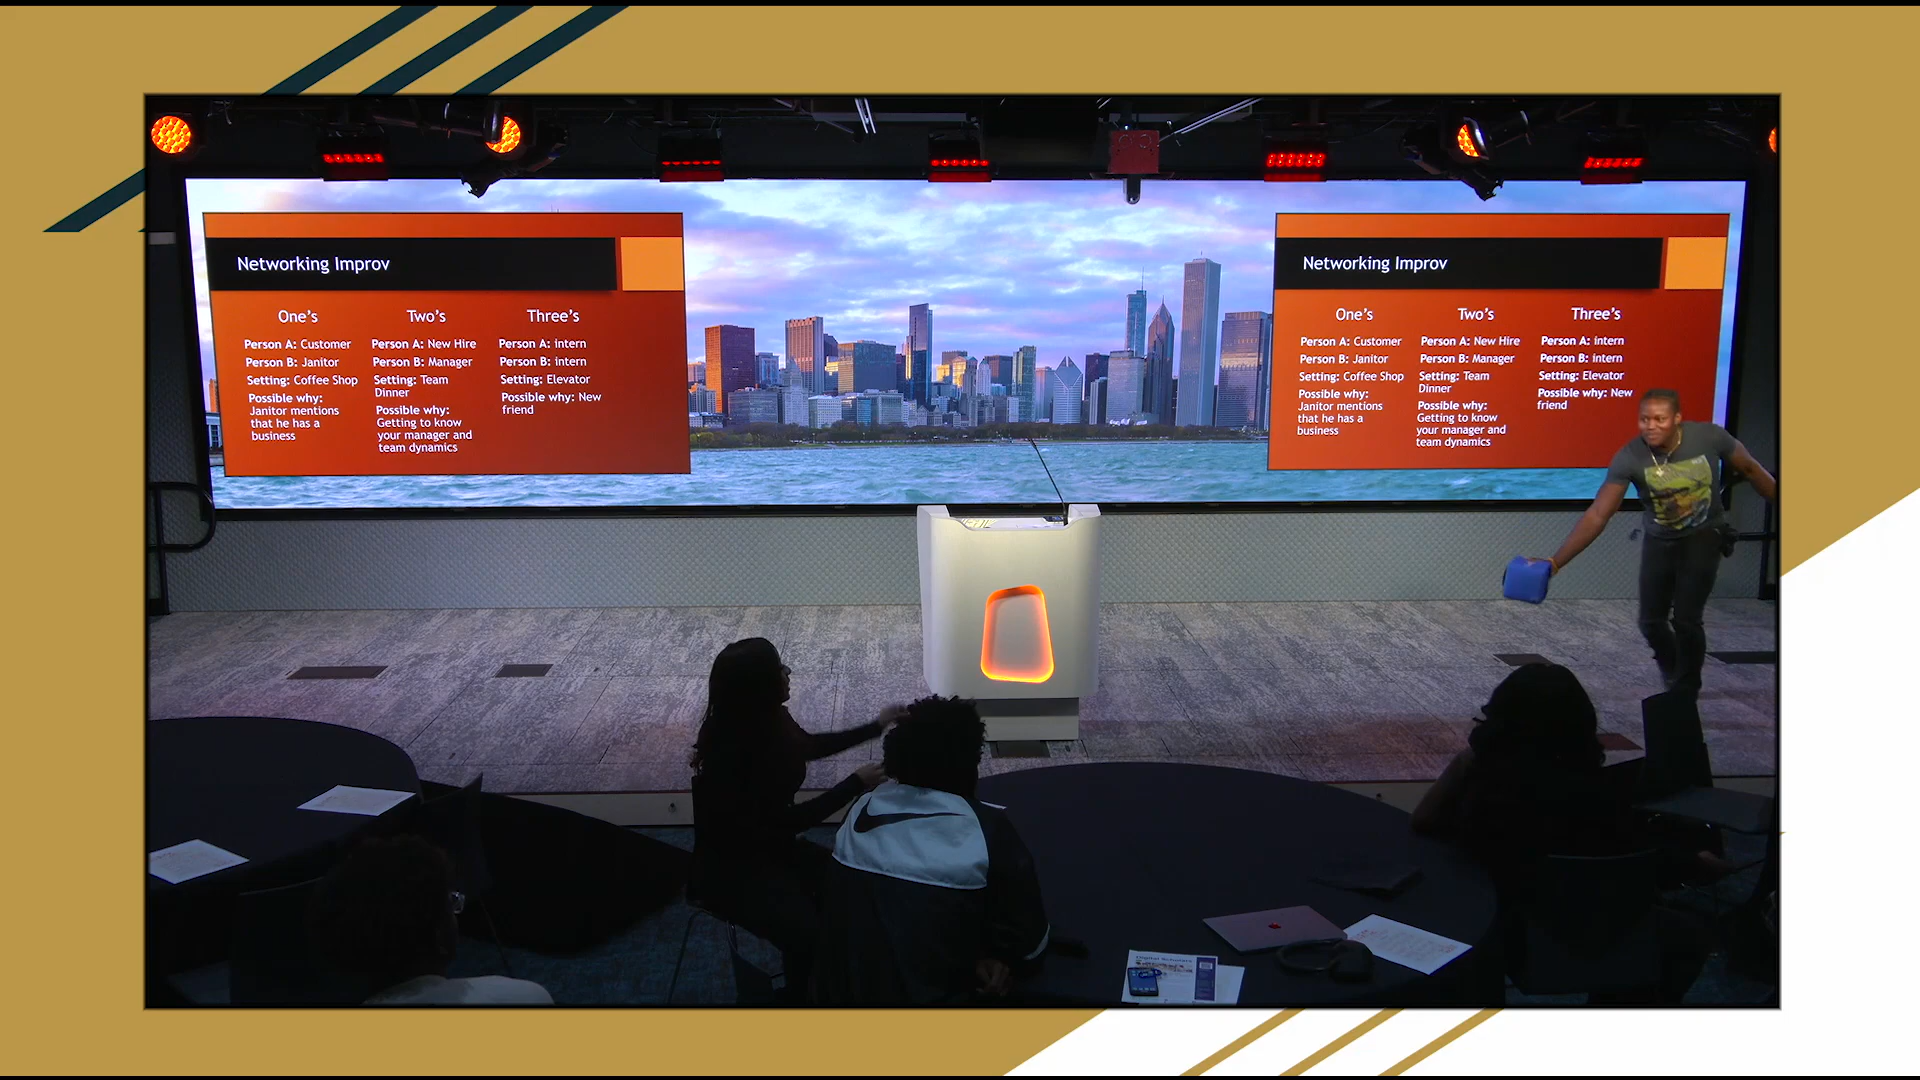 Networking Improv
One's
Person A: Customer
Person B: Janitor
Setting: Coffee Shop
Possible why:
Janitor mentions
that he has a
business
Two's
Person A: New Hire
Person B: Manager
Setting: Team
Dinner
Possible why:
Getting to know
your manager and
team dynamics
Three's
Person A: intern
Person B: intern
Setting: Elevator
Possible why: New
friend
Networking Improv
One's
Person A: Customer
Person B: Janitor
Setting: Coffee Shop
Possible why:
Janitor mentions
that he has a
business
Two's
Person A: New Hire
Person B: Manager
Setting: Team
Dinner
Possible why:
Getting to know
your manager and
team dynamics
Three's
Person A: intern
Person B: intern
Setting: Elevator
Possible why: New
friend
Digital Scholars